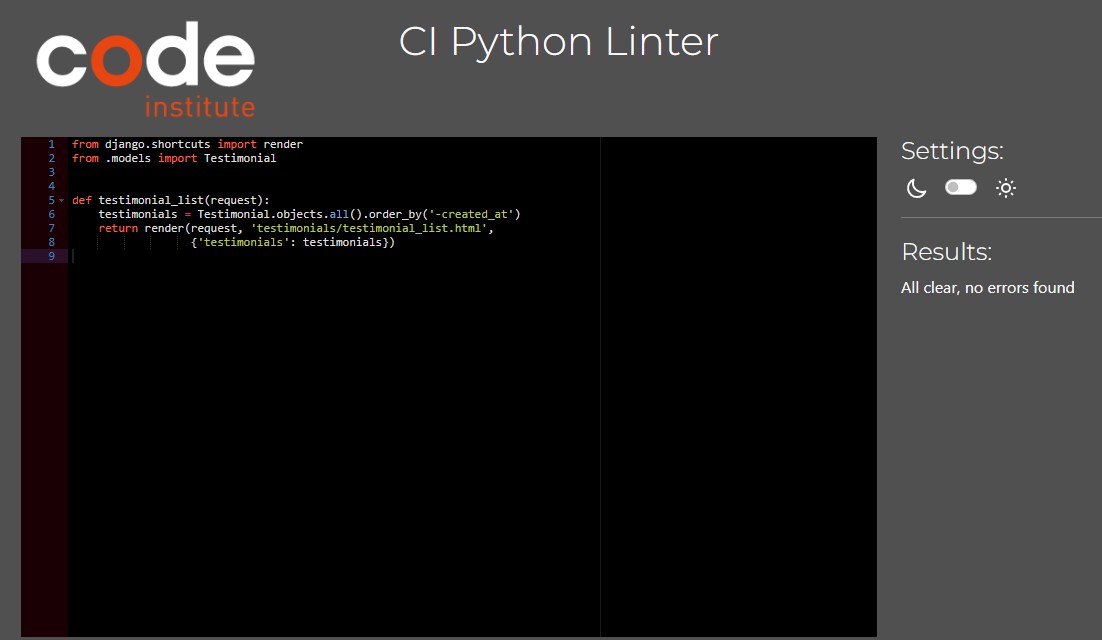 code
institute
CI Python Linter
1 from django.shortcuts import render
2 from .models import Testimonial
3
4
5 def testimonial_list(request):
6     testimonials = Testimonial.objects.all().order_by('-created_at')
7     return render(request, 'testimonials/testimonial_list.html',
8                   {'testimonials': testimonials})
9
Settings:
Results:
All clear, no errors found